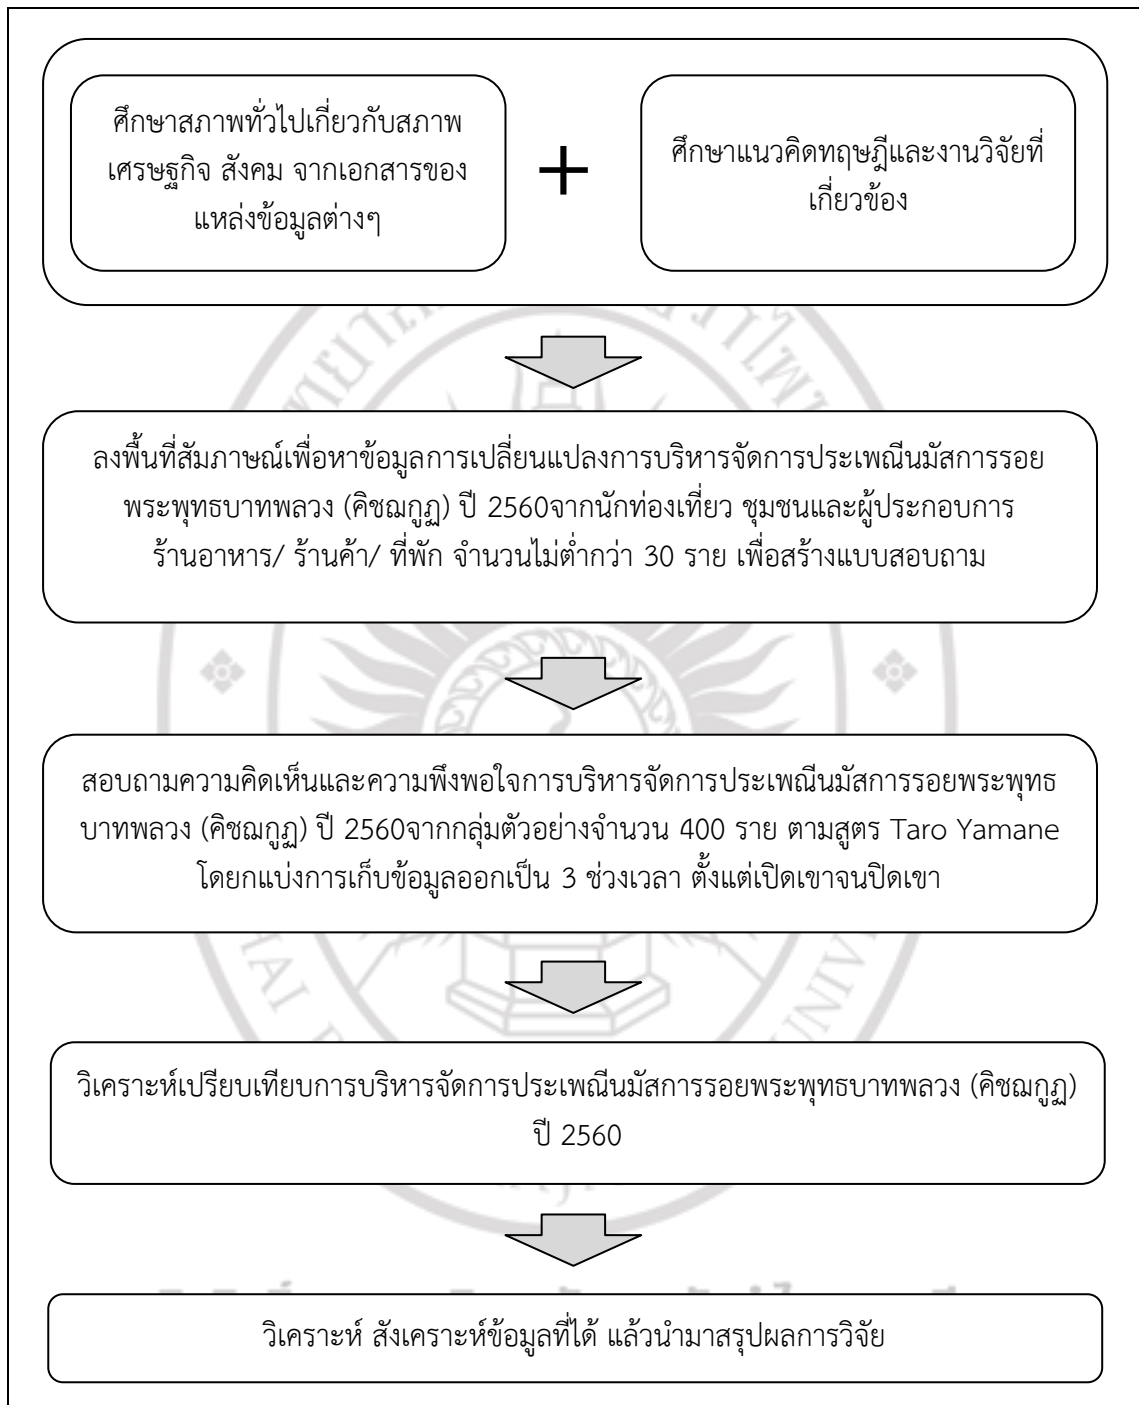 ศึกษาสภาพทั่วไปเกี่ยวกับสภาพ
เศรษฐกิจ สังคม จากเอกสารของ
แหล่งข้อมูลต่างๆ
+
ศึกษาแนวคิดทฤษฎีและงานวิจัยที่
เกี่ยวข้อง
ลงพื้นที่สัมภาษณ์เพื่อหาข้อมูลการเปลี่ยนแปลงการบริหารจัดการประเพณีนมัสการรอย
พระพุทธบาทพลวง (คิชฌกูฏ) ปี 2560จากนักท่องเที่ยว ชุมชนและผู้ประกอบการ
ร้านอาหาร/ ร้านค้า/ ที่พัก จำนวนไม่ต่ำกว่า 30 ราย เพื่อสร้างแบบสอบถาม
สอบถามความคิดเห็นและความพึงพอใจการบริหารจัดการประเพณีนมัสการรอยพระพุทธ
บาทพลวง (คิชฌกูฏ) ปี 2560จากกลุ่มตัวอย่างจำนวน 400 ราย ตามสูตร Taro Yamane
โดยกแบ่งการเก็บข้อมูลออกเป็น 3 ช่วงเวลา ตั้งแต่เปิดเขาจนปิดเขา
วิเคราะห์เปรียบเทียบการบริหารจัดการประเพณีนมัสการรอยพระพุทธบาทพลวง (คิชฌกูฏ)
ปี 2560
วิเคราะห์ สังเคราะห์ข้อมูลที่ได้ แล้วนำมาสรุปผลการวิจัย